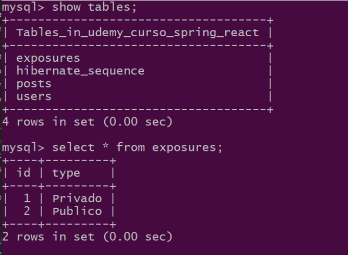 mysql> show tables;
+--------------------------------+
| Tables_in_udemy_curso_spring_react |
+--------------------------------+
| exposures |
| hibernate_sequence |
| posts |
| users |
+--------------------------------+
4 rows in set (0.00 sec)
mysql> select * from exposures;
+----+---------+
| id | type |
+----+---------+
| 1 | Privado |
| 2 | Publico |
+----+---------+
2 rows in set (0.00 sec)